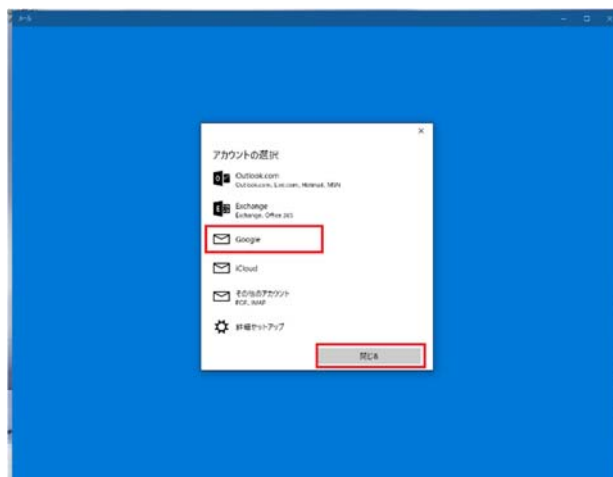 メール
アカウントの選択
Outlook.com
Outlook.com, Live.com, Hotmail, MSN
Exchange
Exchange, Office 365
Google
iCloud
その他のアカウント
POP, IMAP
詳細セットアップ
閉じる